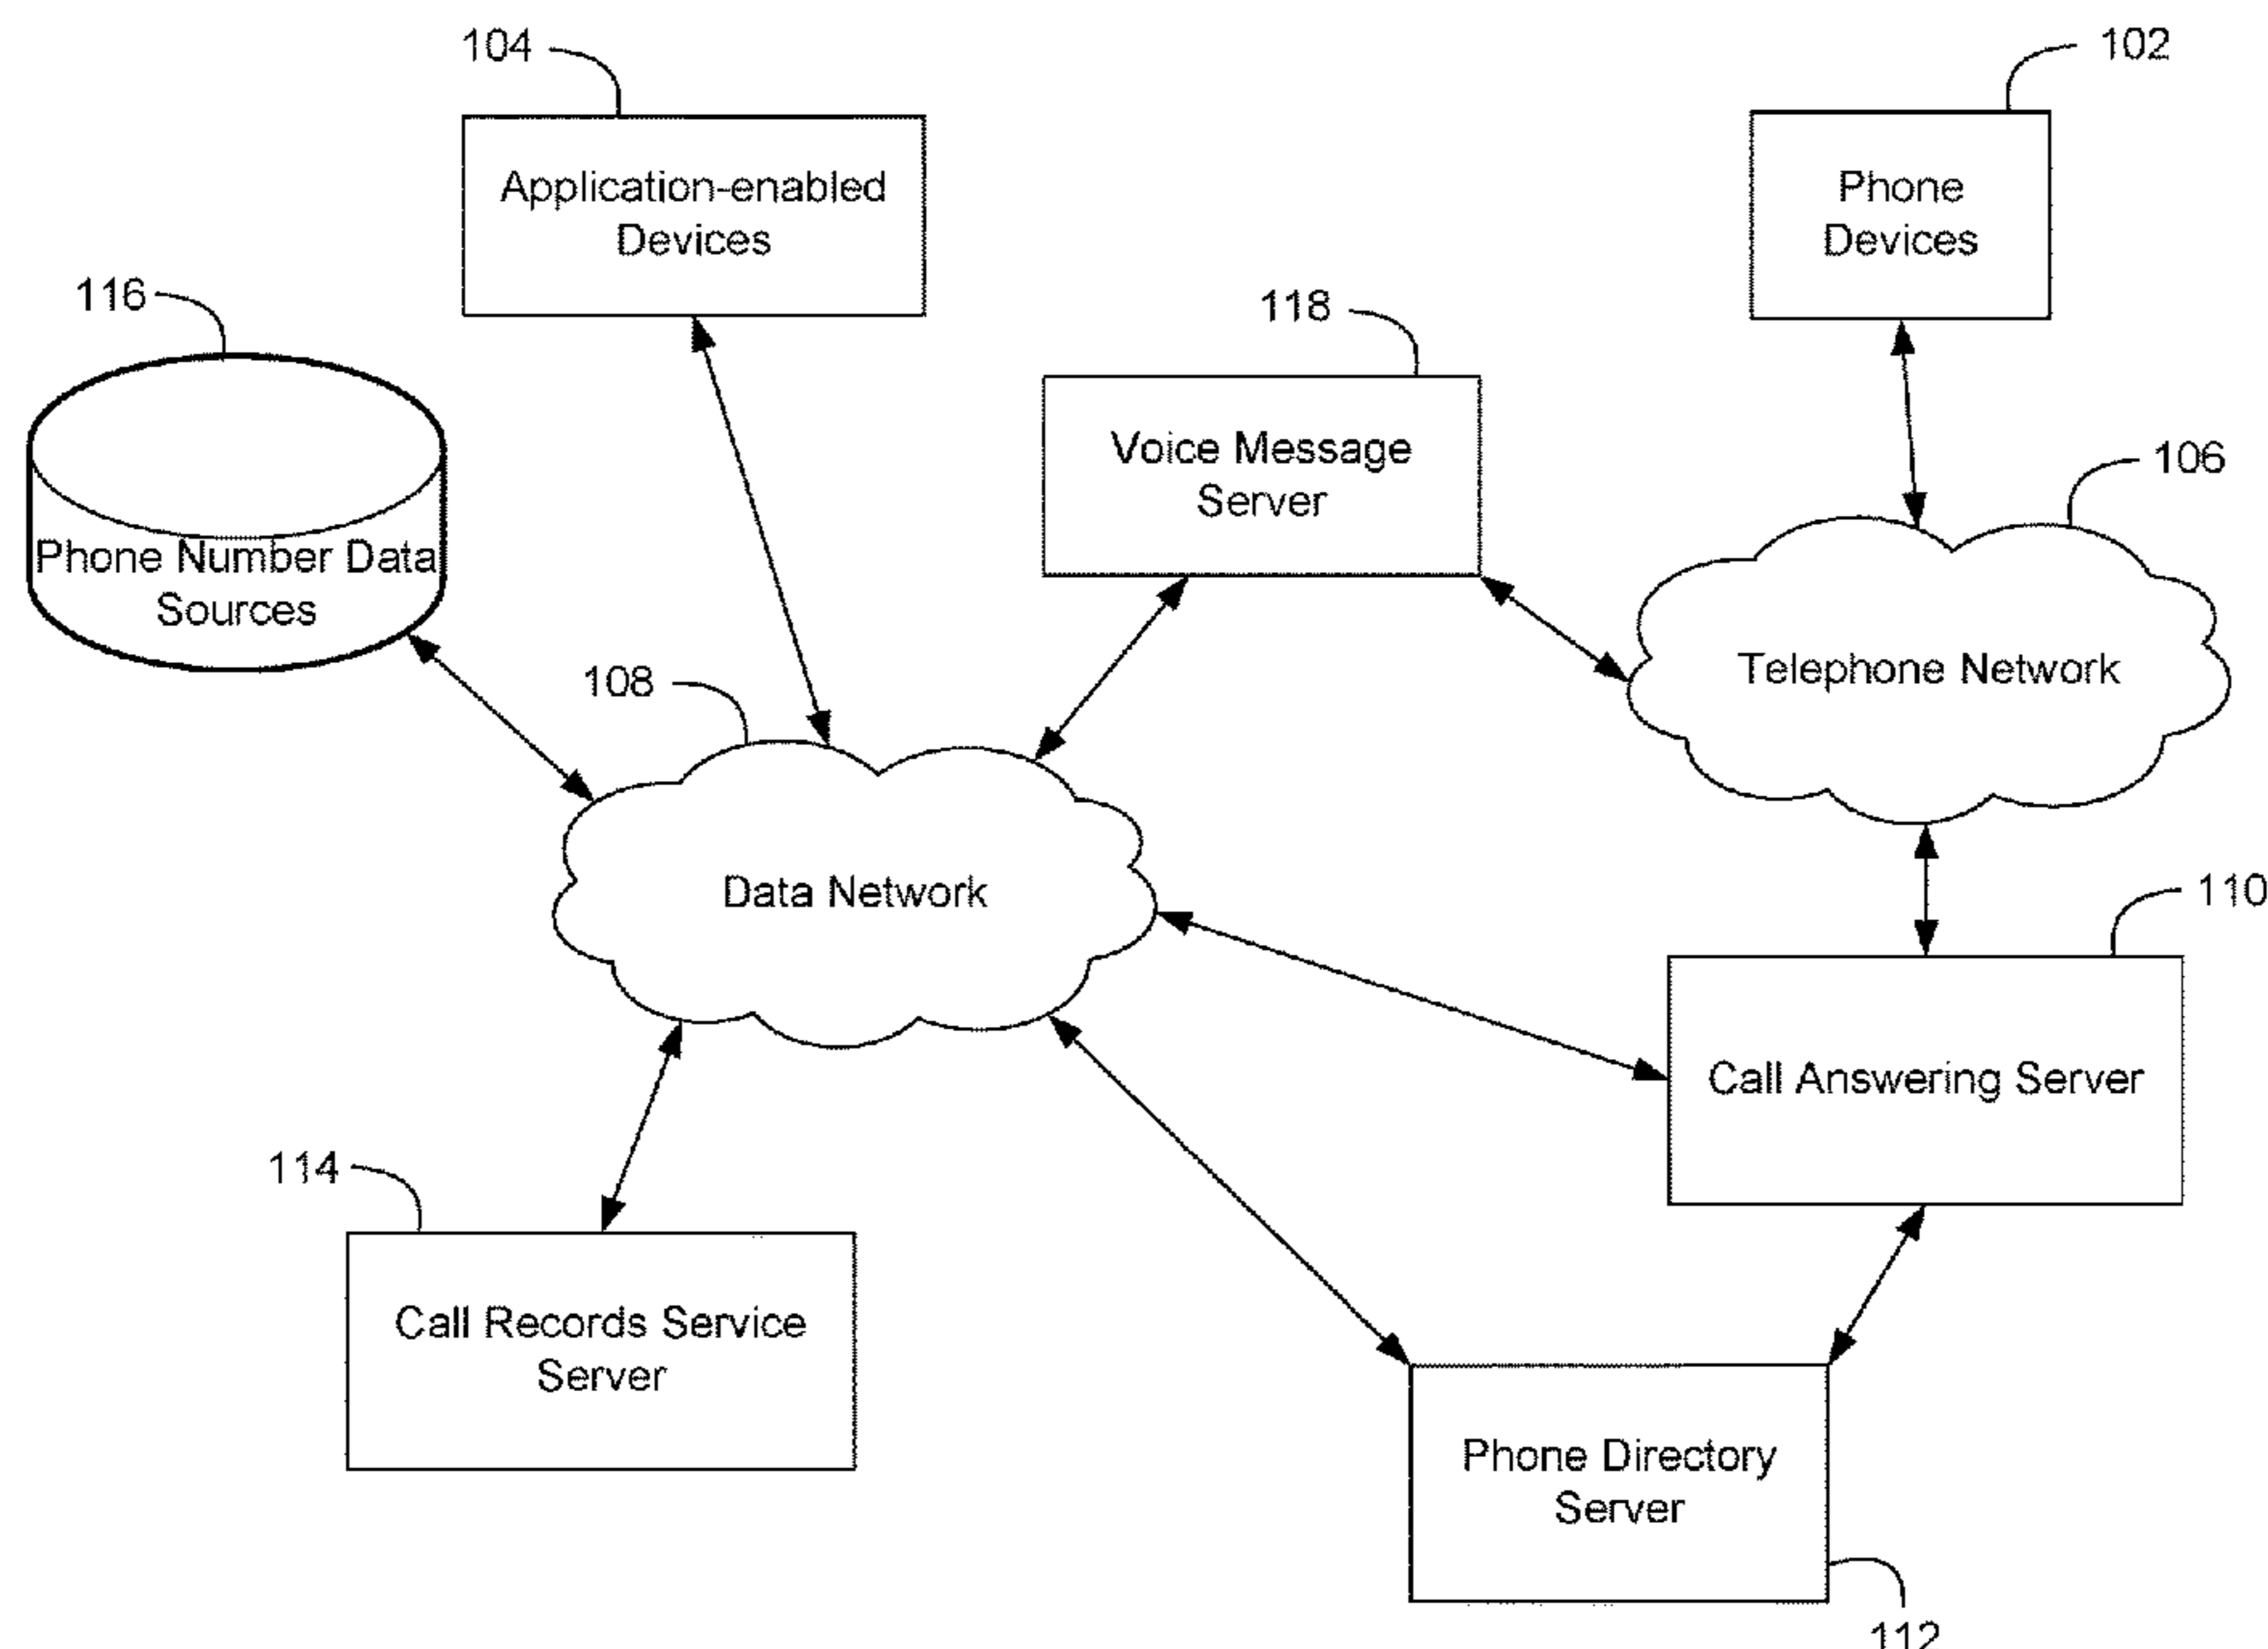 104
102
Application-enabled
Devices
Phone
Devices
116
118
Voice Message
Server
106
Phone Number Data
Sources
108
Telephone Network
Data Network
110
Call Answering Server
114
Call Records Service
Server
Phone Directory
Server
112